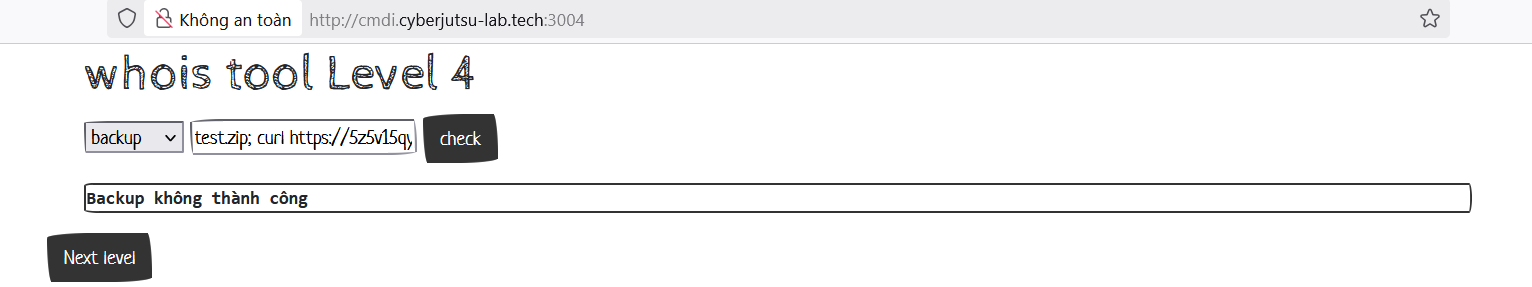 Không an toàn http://cmdi.cyberjutsu-lab.tech:3004
whois tool Level 4
backup test.zip; curl https://5z5v15qy check
Backup không thành công
Next level